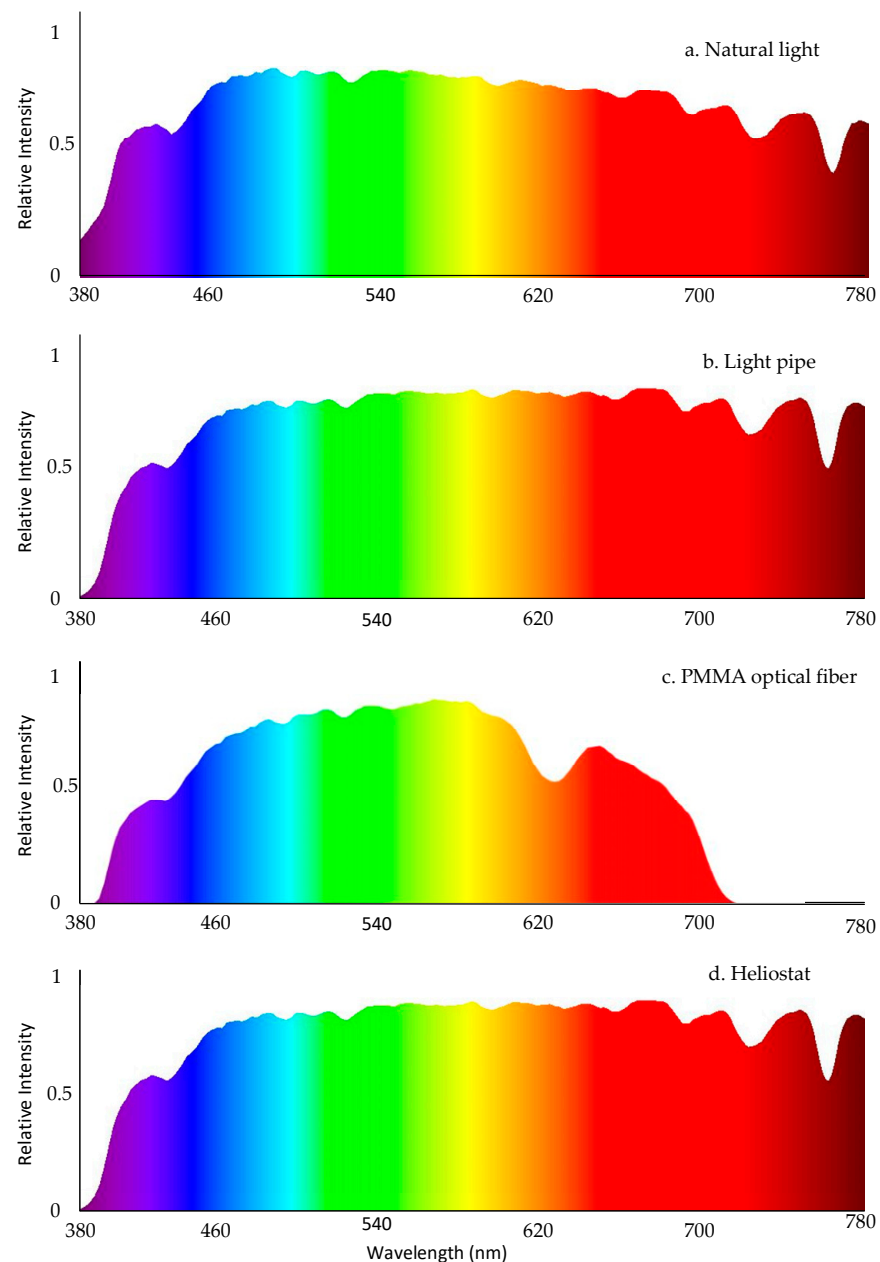 1
a. Natural light
0.5
Relative Intensity
0
380 460 540 620 700 780
1
b. Light pipe
0.5
Relative Intensity
0
380 460 540 620 700 780
1
c. PMMA optical fiber
0.5
Relative Intensity
0
380 460 540 620 700 780
1
d. Heliostat
0.5
Relative Intensity
0
380 460 540 620 700 780
Wavelength (nm)